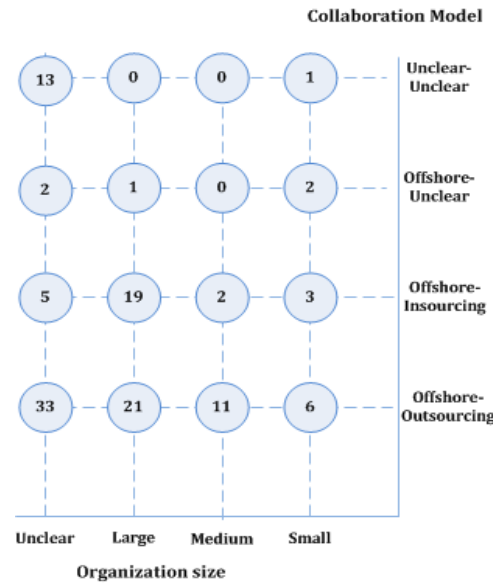 Collaboration Model
13 0 0 1 Unclear-
Unclear
2 1 0 2 Offshore-
Unclear
5 19 2 3 Offshore-
Insourcing
33 21 11 6 Offshore-
Outsourcing
Unclear Large Medium Small
Organization size